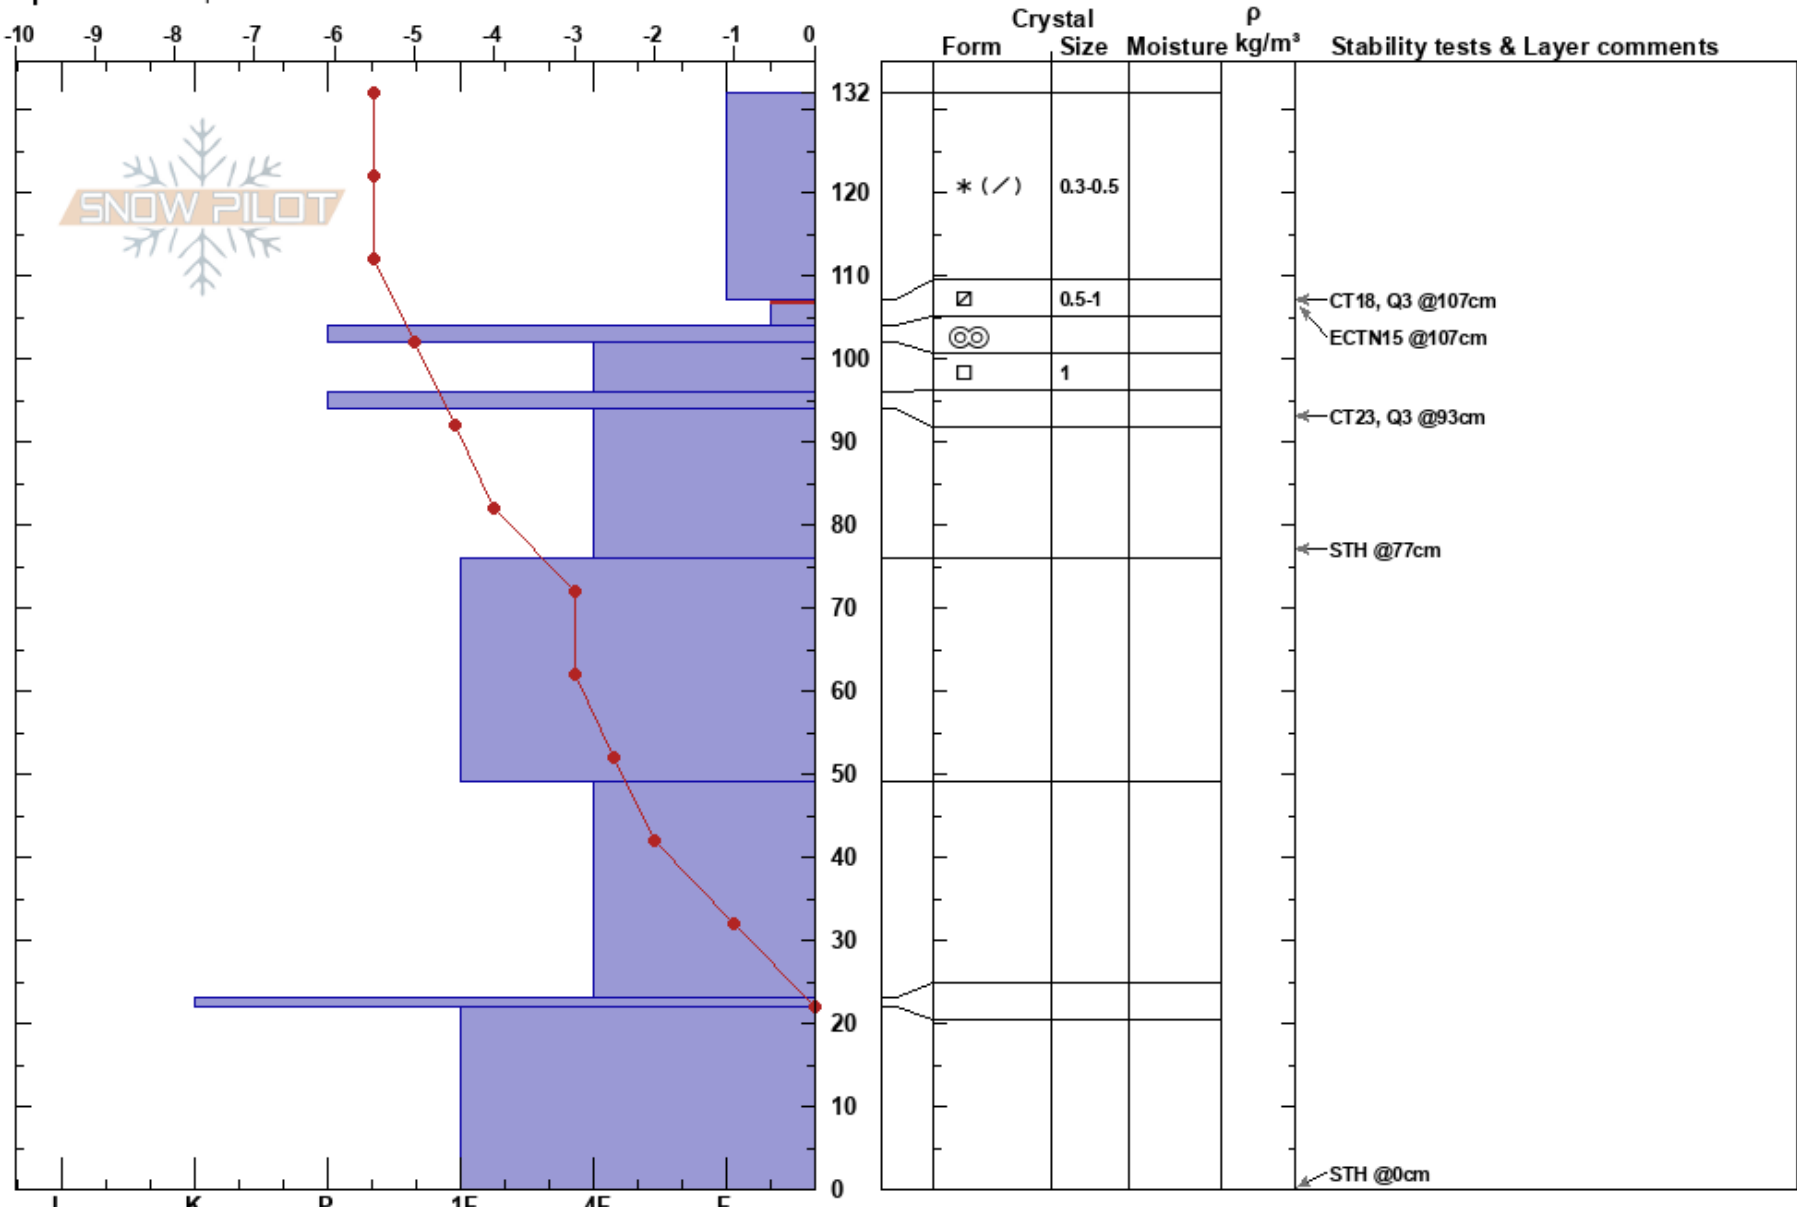 Crystal ρ
-10 -9 -8 -7 -6 -5 -4 -3 -2 -1 0 Form Size Moisture kg/m³ Stability tests & Layer comments
132
SNOW PILOT
120 * (/) 0.3-0.5
110
0.5-1 CT18, Q3 @107cm
ECTN15 @107cm
100
1
CT23, Q3 @93cm
90
80
STH @77cm
70
60
50
40
30
20
10
STH @0cm
0
I K P 1F 4F F